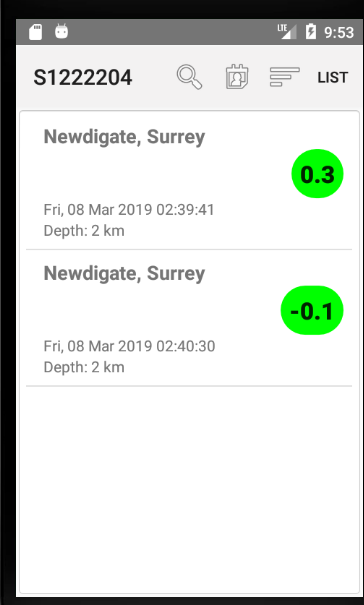 LTE 9:53
S1222204 LIST
Newdigate, Surrey
0.3
Fri, 08 Mar 2019 02:39:41
Depth: 2 km
Newdigate, Surrey
-0.1
Fri, 08 Mar 2019 02:40:30
Depth: 2 km